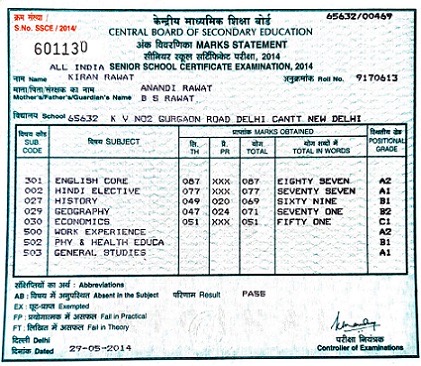 क्रम संख्या /
S.No. SSCE / 2014/
601130
65632/00469
केन्द्रीय माध्यमिक शिक्षा बोर्ड
CENTRAL BOARD OF SECONDARY EDUCATION
अंक विवरणिका MARKS STATEMENT
सीनियर स्कूल सर्टिफिकेट परीक्षा, 2014
ALL INDIA SENIOR SCHOOL CERTIFICATE EXAMINATION, 2014
नाम Name KIRAN RAWAT अनुक्रमांक Roll No. 9170613
माता/पिता/संरक्षक का नाम ANANDI RAWAT
Mother's/Father's/Guardian's Name B S RAWAT
विद्यालय School 65632 K V NO2 GURGAON ROAD DELHI CANTT NEW DELHI
विषय कोड SUB. CODE विषय SUBJECT प्राप्तांक MARKS OBTAINED स्थितीय ग्रेड POSITIONAL GRADE
लि. TH प्रै. PR योग TOTAL योग शब्दों में TOTAL IN WORDS
301 ENGLISH CORE 087 XXX 087 EIGHTY SEVEN A2
002 HINDI ELECTIVE 077 XXX 077 SEVENTY SEVEN A1
027 HISTORY 049 020 069 SIXTY NINE B1
029 GEOGRAPHY 047 024 071 SEVENTY ONE B2
030 ECONOMICS 051 XXX 051 FIFTY ONE C1
500 WORK EXPERIENCE A2
502 PHY & HEALTH EDUCA B1
503 GENERAL STUDIES A1
संक्षिप्तियों का अर्थ : Abbreviations
AB : विषय में अनुपस्थित Absent in the Subject परिणाम Result PASS
EX : छूट-प्राप्त Exempted
FP : प्रयोगात्मक में असफल Fail in Practical
FT : लिखित में असफल Fail in Theory
दिल्ली Delhi
दिनांक Dated 29-05-2014
परीक्षा नियंत्रक
Controller of Examinations